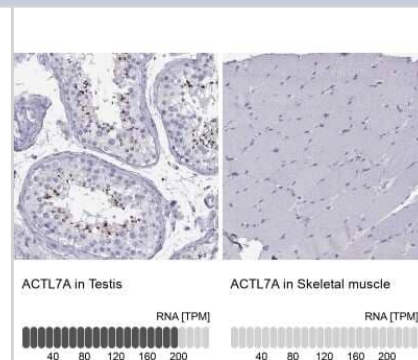 ACTL7A in Testis
RNA [TPM]
40 80 120 160 200
ACTL7A in Skeletal muscle
RNA [TPM]
40 80 120 160 200